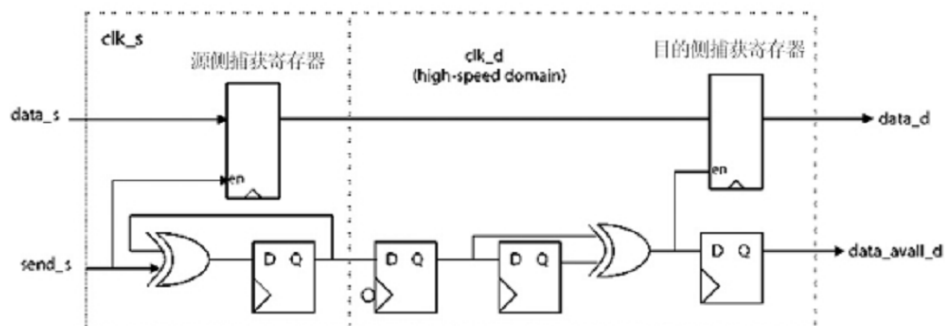 clk_s
源侧捕获寄存器
clk_d
(high-speed domain)
目的侧捕获寄存器
data_s
data_d
en
en
send_s
D Q
D Q
D Q
D Q
data_avail_d